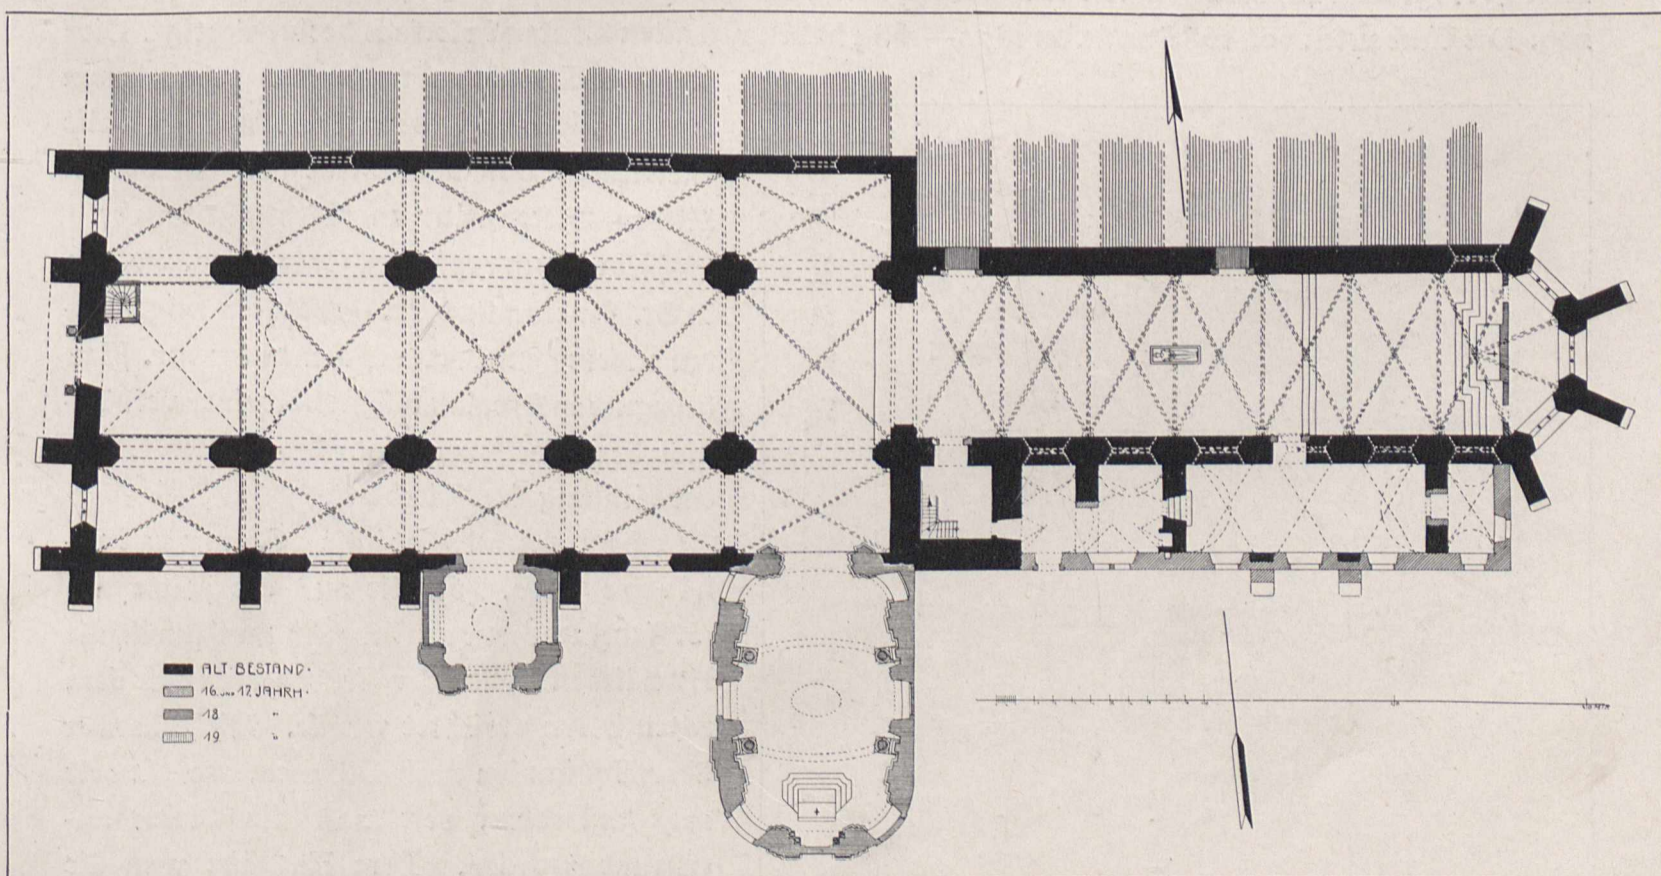 ALT-BESTAND.
16. und 17. JAHRH.
18 "
19. "